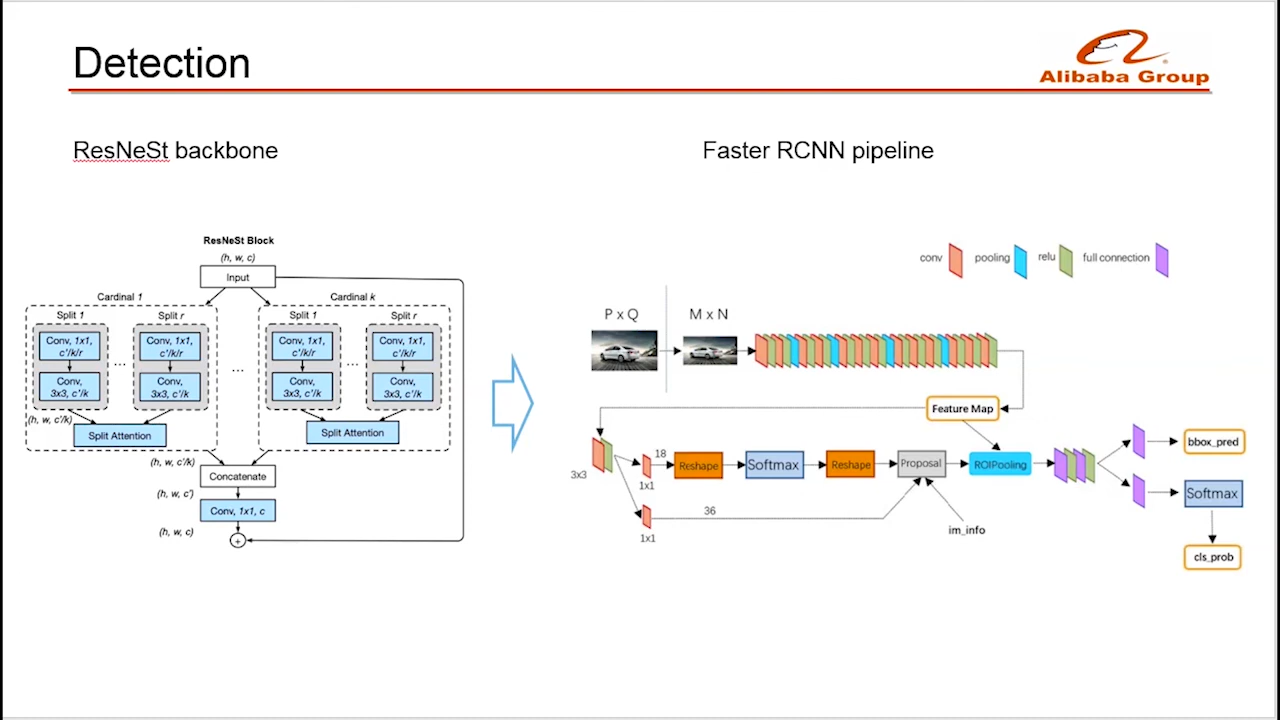 Detection
Alibaba Group
ResNeSt backbone
Faster RCNN pipeline
ResNeSt Block
(h, w, c)
Input
Cardinal 1
Cardinal k
Split 1
Split r
Split 1
Split r
Conv, 1x1,
c'/k/r
Conv, 1x1,
c'/k/r
Conv, 1x1,
c'/k/r
Conv, 1x1,
c'/k/r
...
...
...
Conv,
3x3, c'/k
Conv,
3x3, c'/k
Conv,
3x3, c'/k
Conv,
3x3, c'/k
(h, w, c'/k)
Split Attention
Split Attention
(h, w, c'/k)
Concatenate
(h, w, c')
Conv, 1x1, c
(h, w, c)
+
conv
pooling
relu
full connection
P x Q
M x N
Feature Map
3x3
18
1x1
Reshape
Softmax
Reshape
Proposal
ROIPooling
bbox_pred
Softmax
cls_prob
36
1x1
im_info